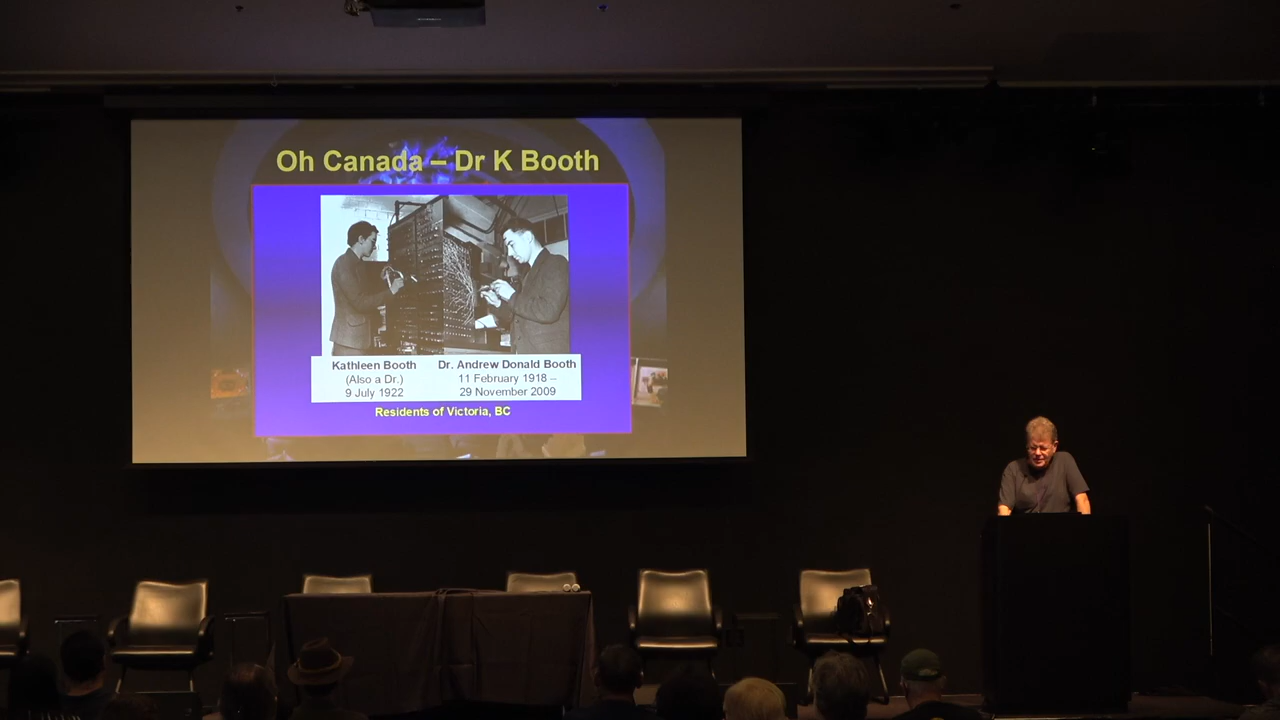 Oh Canada – Dr K Booth
Kathleen Booth Dr. Andrew Donald Booth
(Also a Dr.) 11 February 1918 –
9 July 1922 29 November 2009
Residents of Victoria, BC